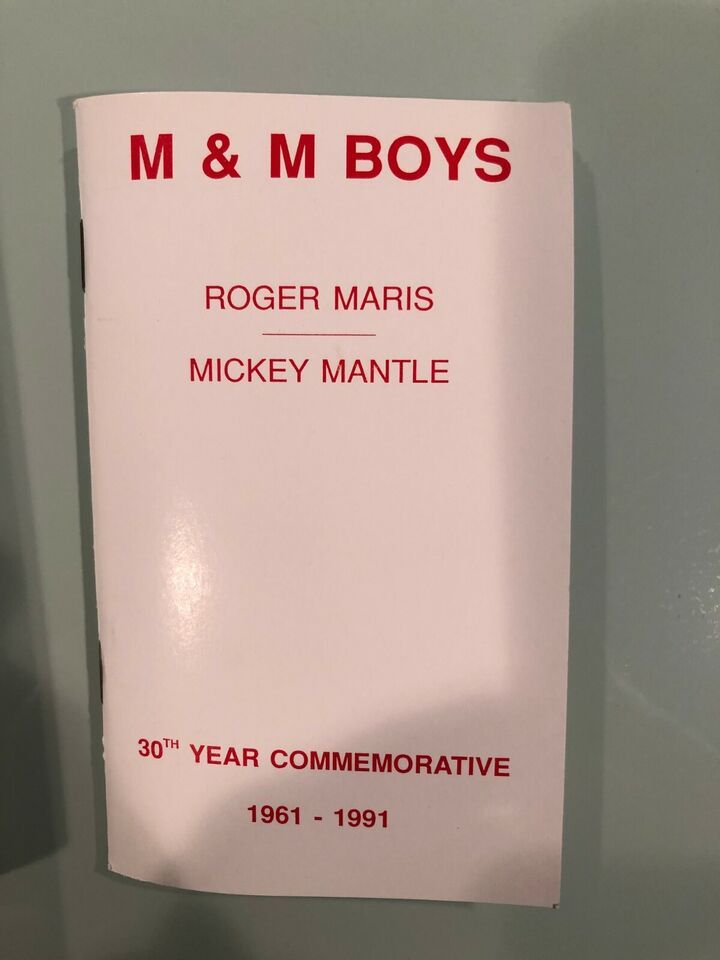 M & M BOYS
ROGER MARIS
MICKEY MANTLE
30TH YEAR COMMEMORATIVE
1961 - 1991